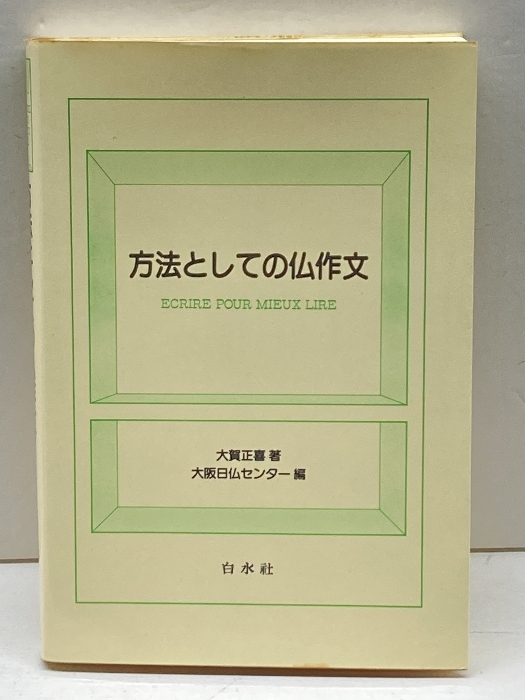 方法としての仏作文
ECRIRE POUR MIEUX LIRE
大賀正喜 著
大阪日仏センター 編
白水社